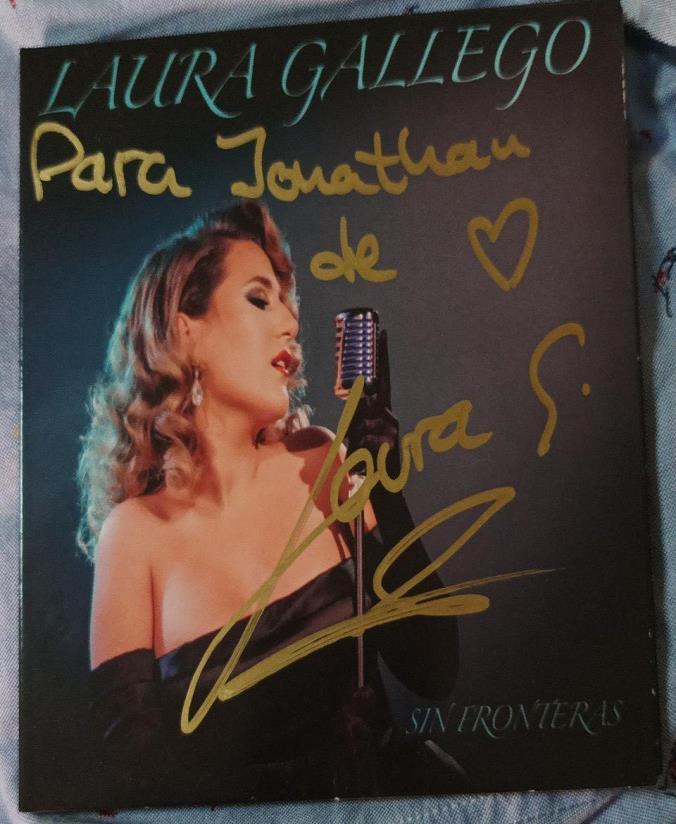 LAURA GALLEGO
Para Jonathan
de
Laura G.
SIN FRONTERAS